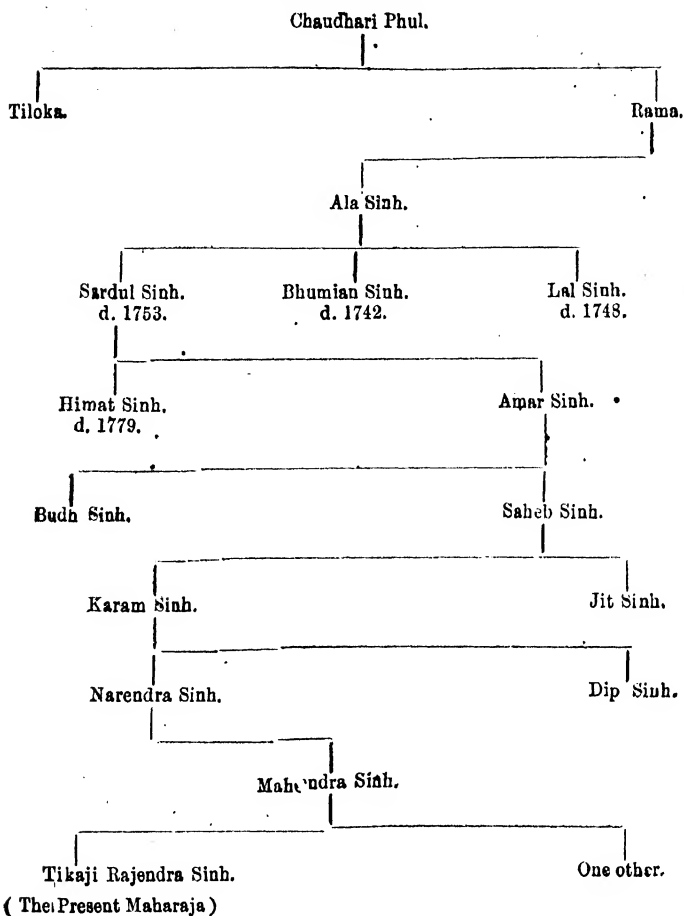 Chaudhari Phul.
Tiloka. Rama.
Ala Sinh.
Sardul Sinh. Bhumian Sinh. Lal Sinh.
d. 1753. d. 1742. d. 1748.
Himat Sinh. Amar Sinh.
d. 1779.
Budh Sinh. Saheb Sinh.
Karam Sinh. Jit Sinh.
Narendra Sinh. Dip Sinh.
Mahendra Sinh.
Tikaji Rajendra Sinh. One other.
( The Present Maharaja )